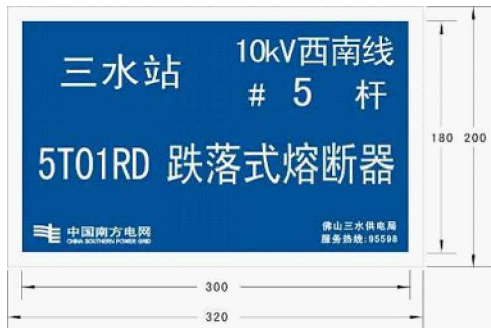 三水站
10kV西南线
# 5 杆
5T01RD 跌落式熔断器
中国南方电网
CHINA SOUTHERN POWER GRID
佛山三水供电局
服务热线:95598
180
200
300
320